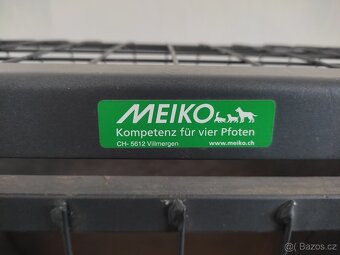 MEIKO
Kompetenz für vier Pfoten
CH- 5612 Villmergen www.meiko.ch
Bazos.cz